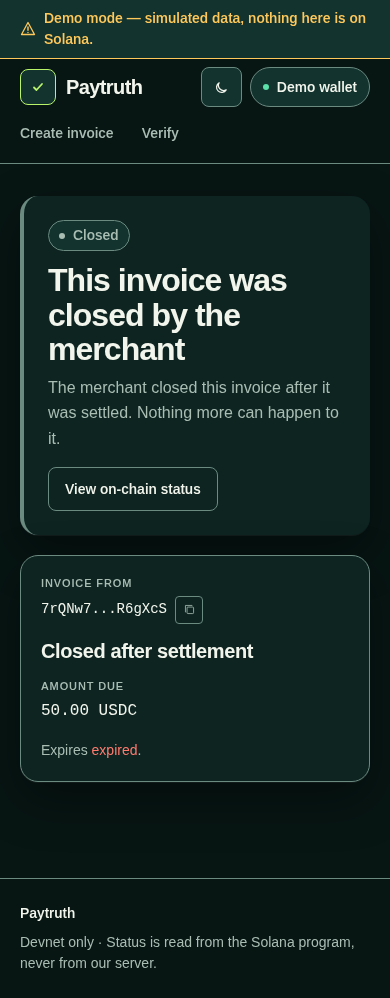 Demo mode — simulated data, nothing here is on
Solana.
Paytruth
Demo wallet
Create invoice
Verify
Closed
This invoice was
closed by the
merchant
The merchant closed this invoice after it
was settled. Nothing more can happen to
it.
View on-chain status
INVOICE FROM
7rQNw7...R6gXcS
Closed after settlement
AMOUNT DUE
50.00 USDC
Expires expired.
Paytruth
Devnet only · Status is read from the Solana program,
never from our server.